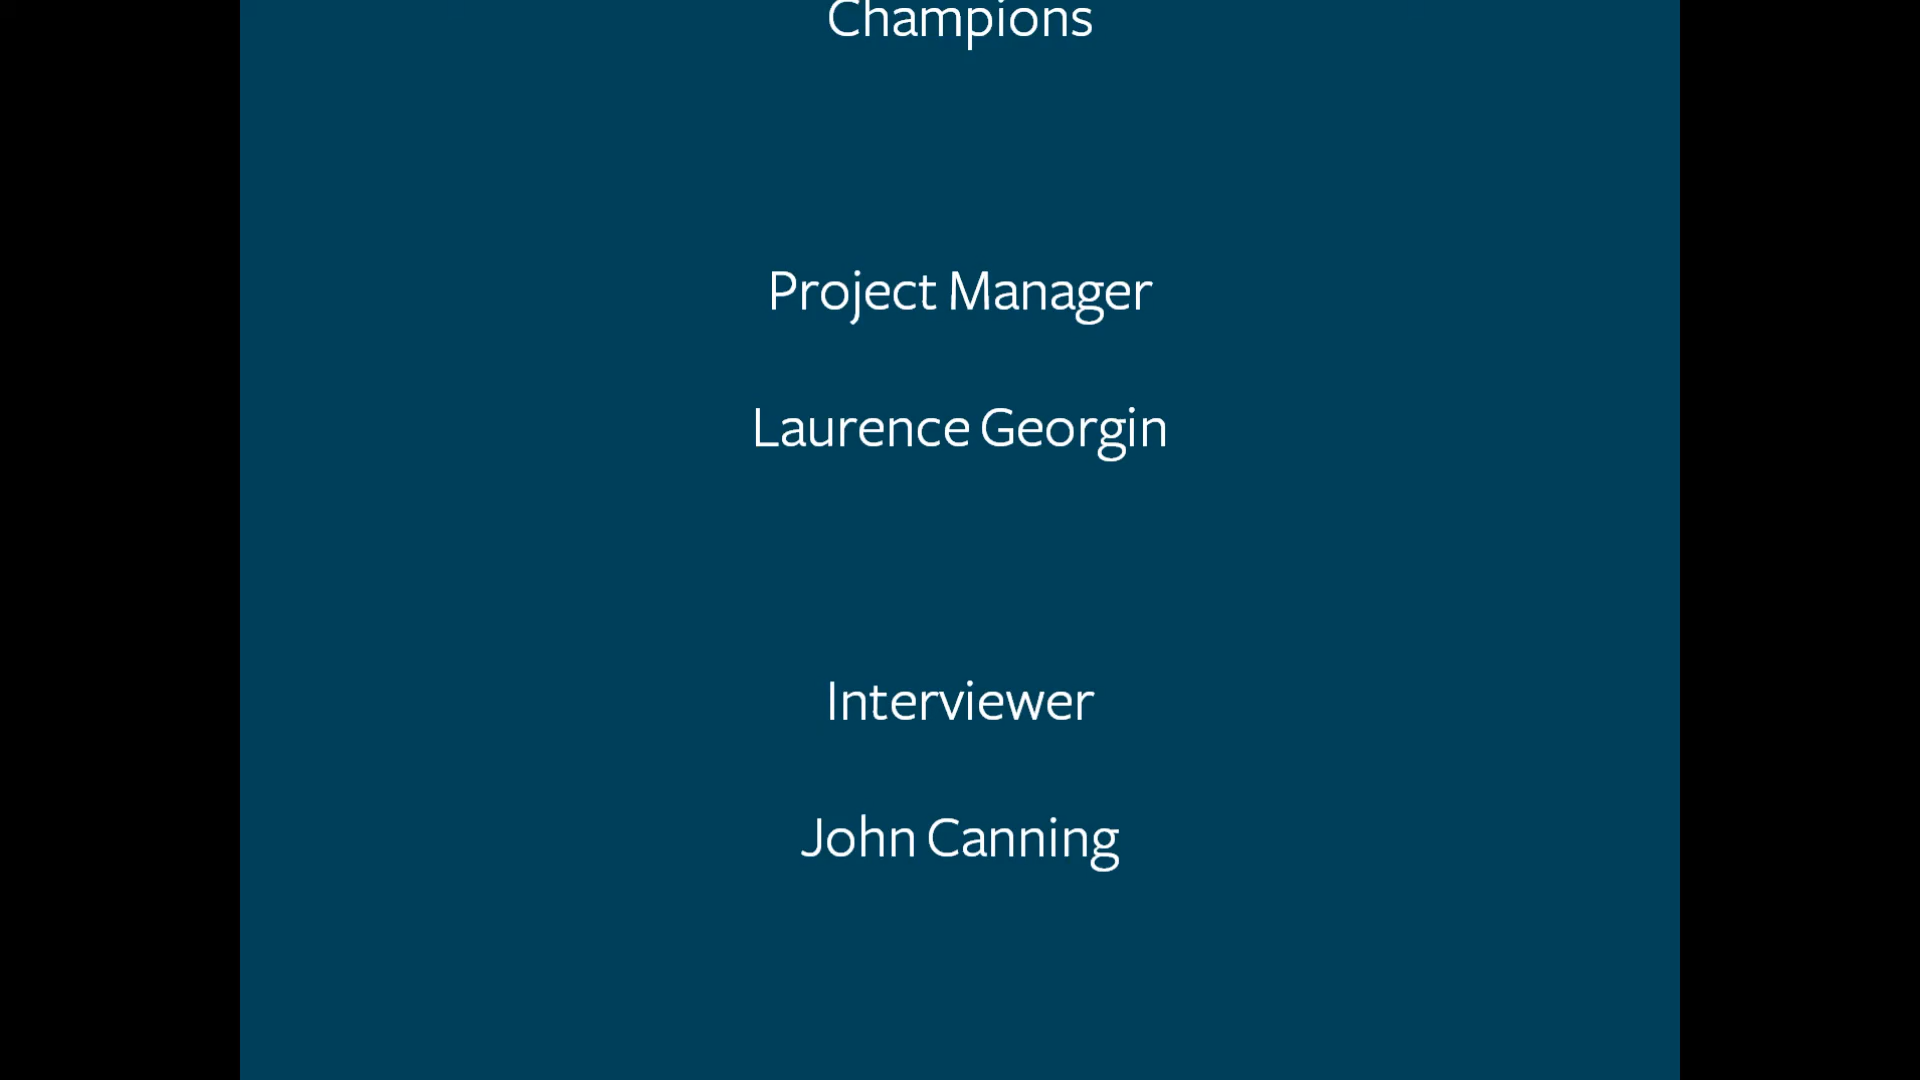 Champions
Project Manager
Laurence Georgin
Interviewer
John Canning